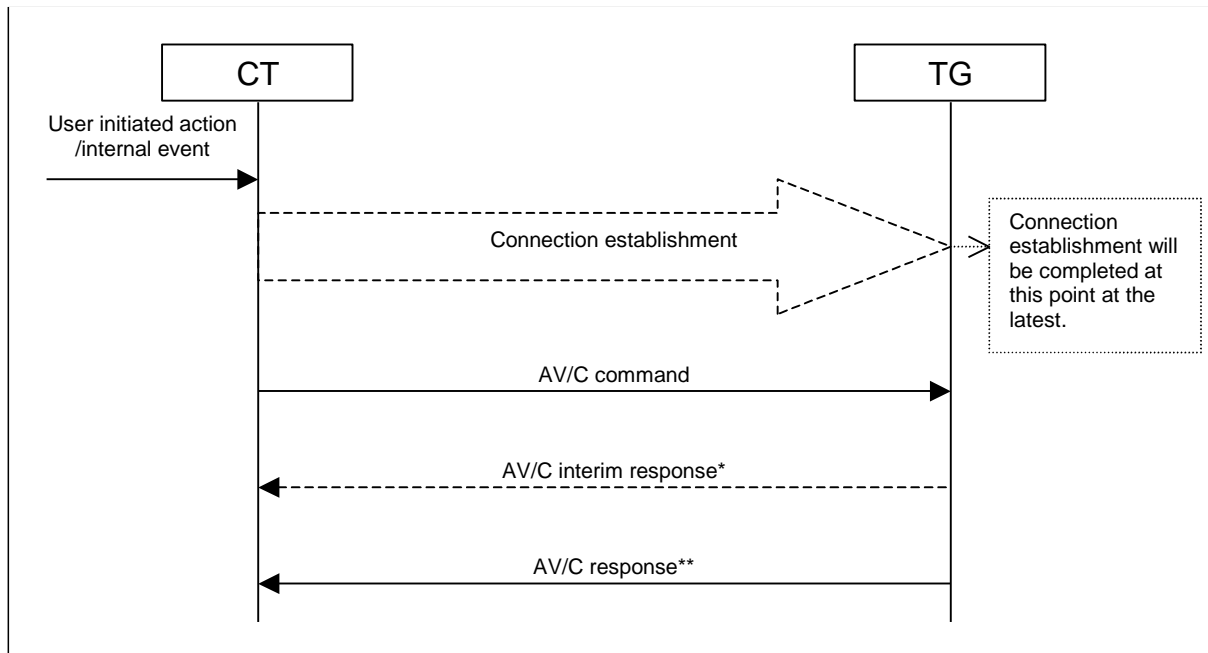 CT
TG
User initiated action
/internal event
Connection establishment
Connection
establishment will
be completed at
this point at the
latest.
AV/C command
AV/C interim response*
AV/C response**